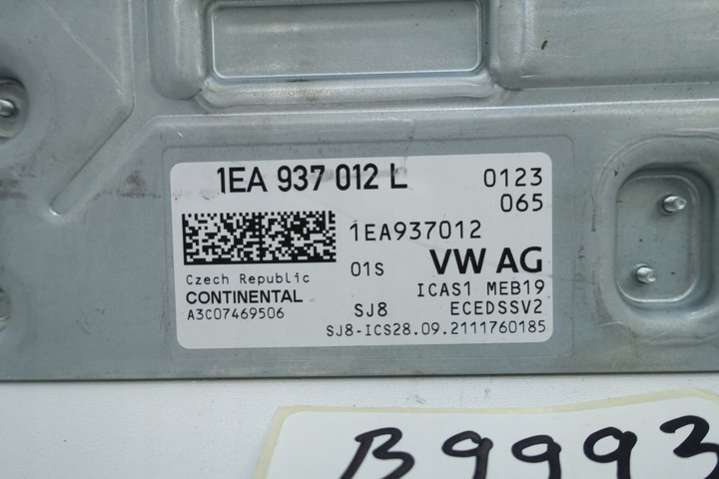 1EA 937 012 L
0123
065
1EA937012
01S
VW AG
Czech Republic
CONTINENTAL
A3C07469506
ICAS1 MEB19
SJ8
ECEDSSV2
SJ8-ICS28.09.2111760185
B9993